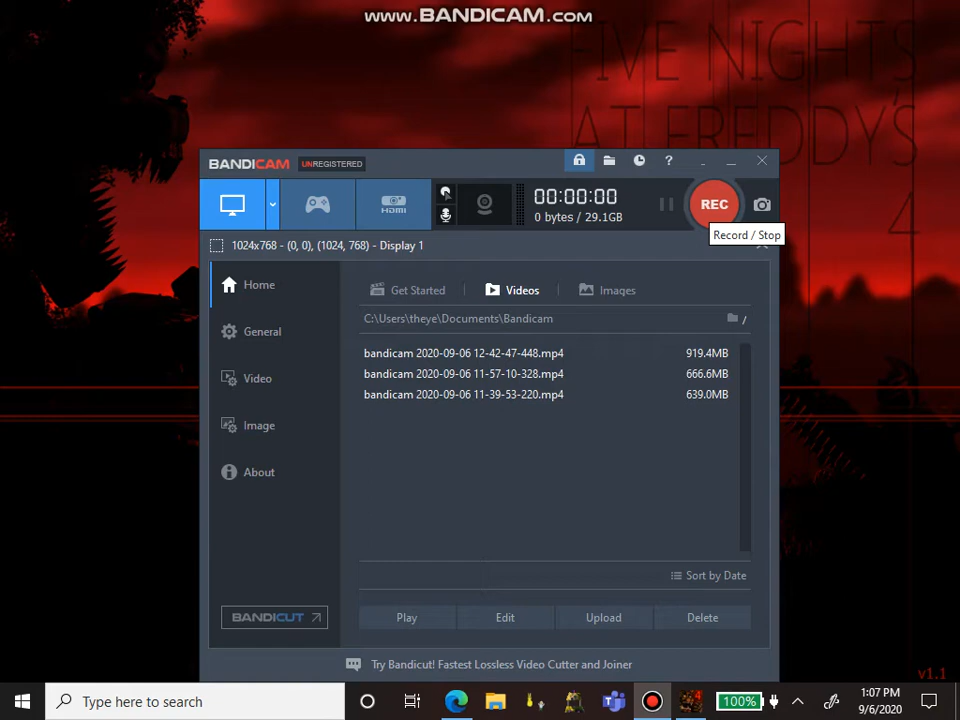 www.BANDICAM.com
FIVE NIGHTS
AT FREDDY'S
4
BANDICAM UNREGISTERED
?
HDMI
00:00:00
0 bytes / 29.1GB
REC
Record / Stop
1024x768 - (0, 0), (1024, 768) - Display 1
Home
Get Started
Videos
Images
General
C:\Users\theye\Documents\Bandicam
/
bandicam 2020-09-06 12-42-47-448.mp4 919.4MB
Video
bandicam 2020-09-06 11-57-10-328.mp4 666.6MB
bandicam 2020-09-06 11-39-53-220.mp4 639.0MB
Image
About
Sort by Date
BANDICUT
Play
Edit
Upload
Delete
Try Bandicut! Fastest Lossless Video Cutter and Joiner
v1.1
Type here to search
100%
1:07 PM
9/6/2020